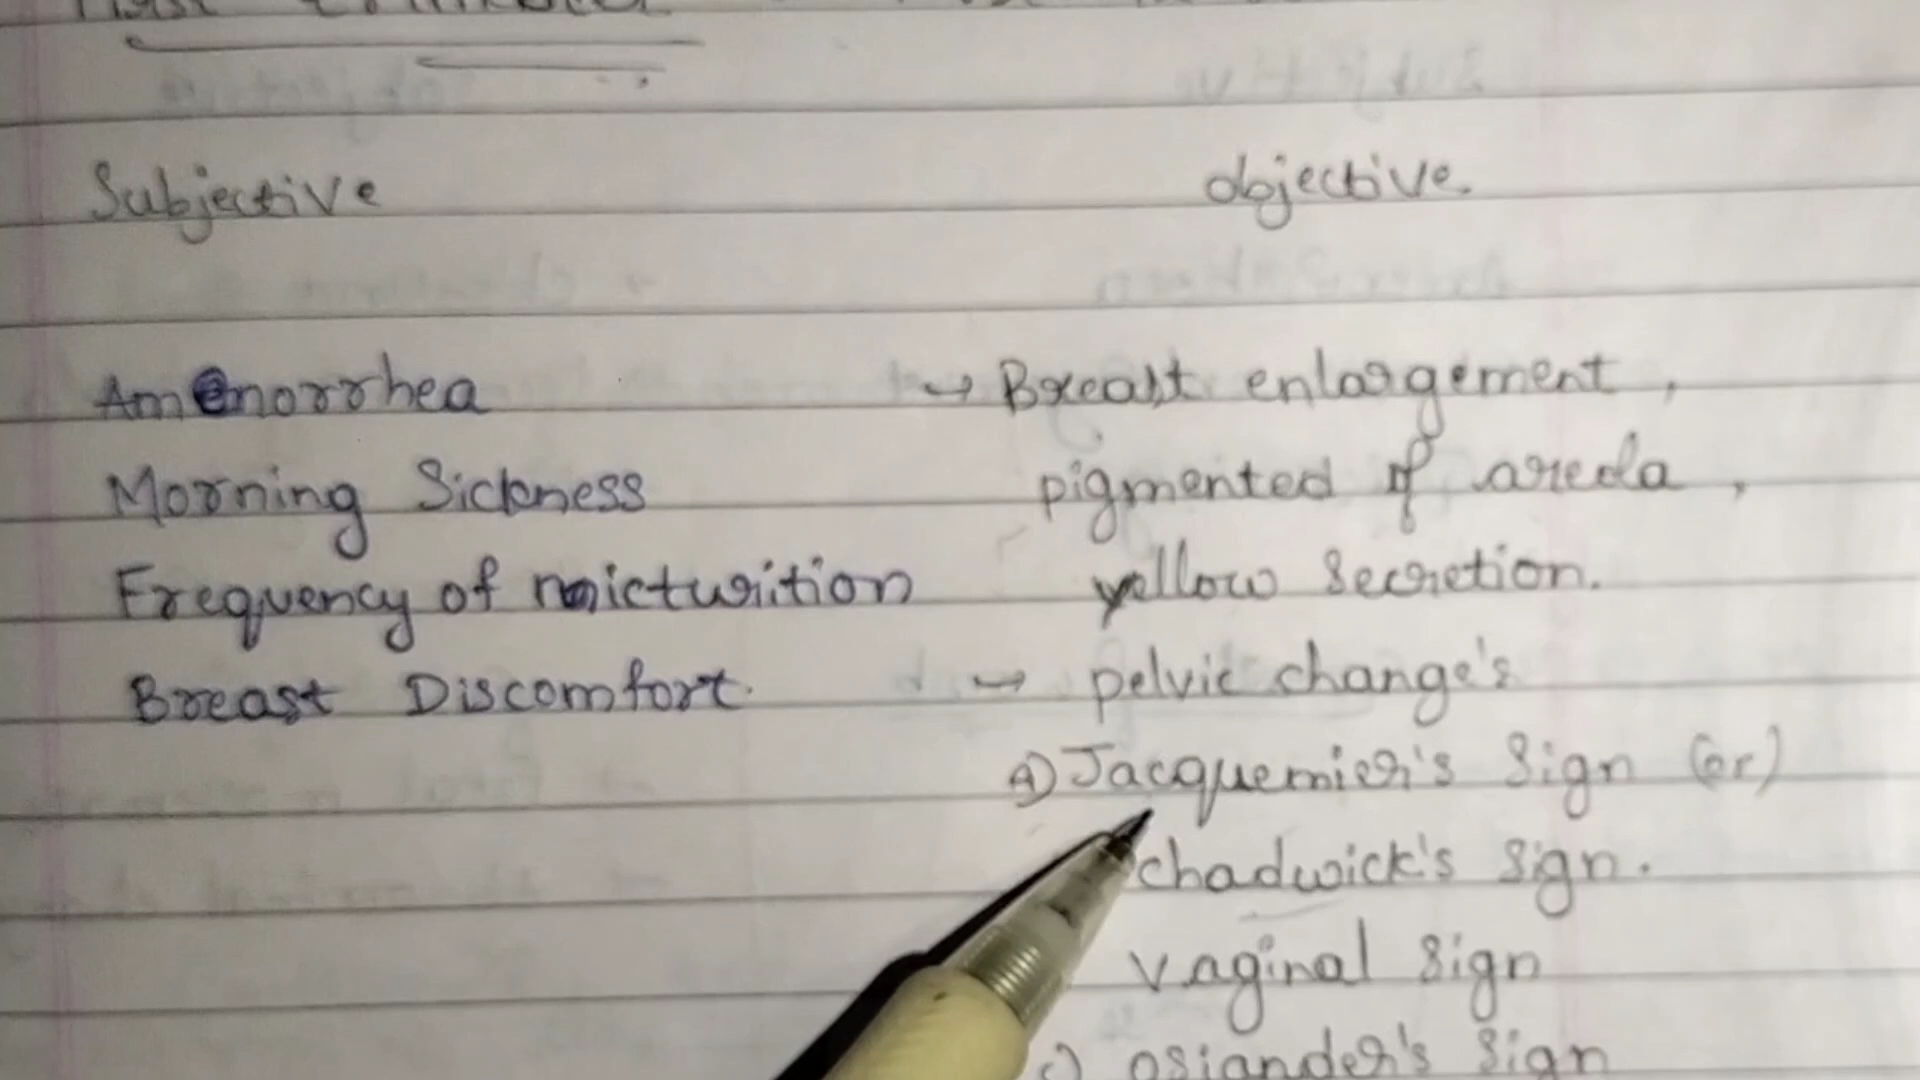 Subjective
objective.
Amenorrhea
Morning Sickness
Frequency of micturition
Breast Discomfort.
→ Breast enlargement,
pigmented of areola,
yellow Secretion.
→ pelvic change's
A) Jacquemier's Sign (or)
chadwick's Sign.
vaginal Sign
c) osiander's Sign